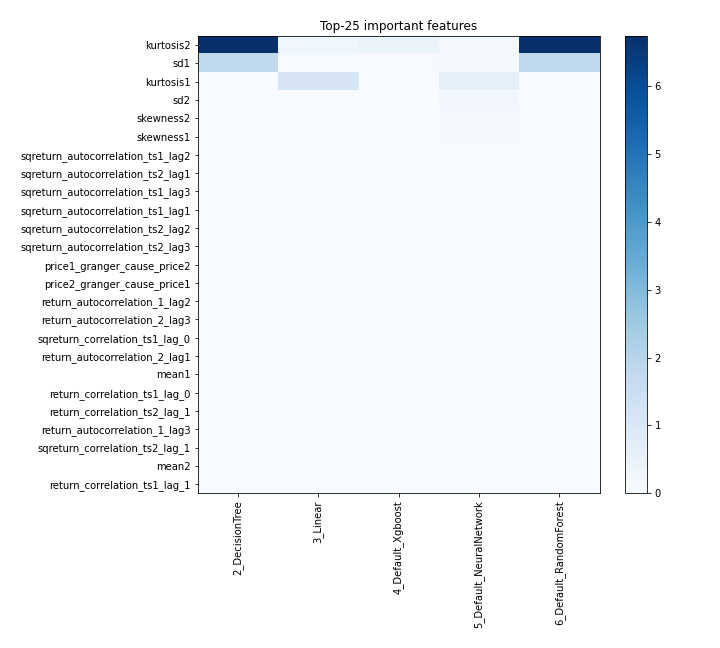 Top-25 important features
kurtosis2
sd1
kurtosis1
sd2
skewness2
skewness1
sqreturn_autocorrelation_ts1_lag2
sqreturn_autocorrelation_ts2_lag1
sqreturn_autocorrelation_ts1_lag3
sqreturn_autocorrelation_ts1_lag1
sqreturn_autocorrelation_ts2_lag2
sqreturn_autocorrelation_ts2_lag3
price1_granger_cause_price2
price2_granger_cause_price1
return_autocorrelation_1_lag2
return_autocorrelation_2_lag3
sqreturn_correlation_ts1_lag_0
return_autocorrelation_2_lag1
mean1
return_correlation_ts1_lag_0
return_correlation_ts2_lag_1
return_autocorrelation_1_lag3
sqreturn_correlation_ts2_lag_1
mean2
return_correlation_ts1_lag_1
2_DecisionTree
3_Linear
4_Default_Xgboost
5_Default_NeuralNetwork
6_Default_RandomForest
6
5
4
3
2
1
0